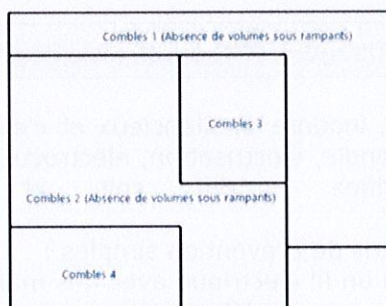 Combles 1 (Absence de volumes sous rampants)
Combles 3
Combles 2 (Absence de volumes sous rampants)
Combles 4